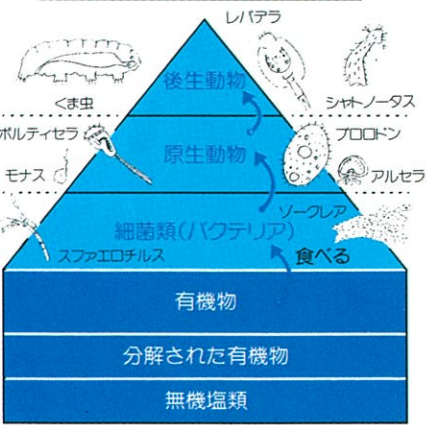 レパデラ
後生動物
くま虫
シャトノータス
ボルティセラ
原生動物
プロロドン
モナス
アルセラ
ゾークレア
細菌類(バクテリア)
スファエロチルス
食べる
有機物
分解された有機物
無機塩類